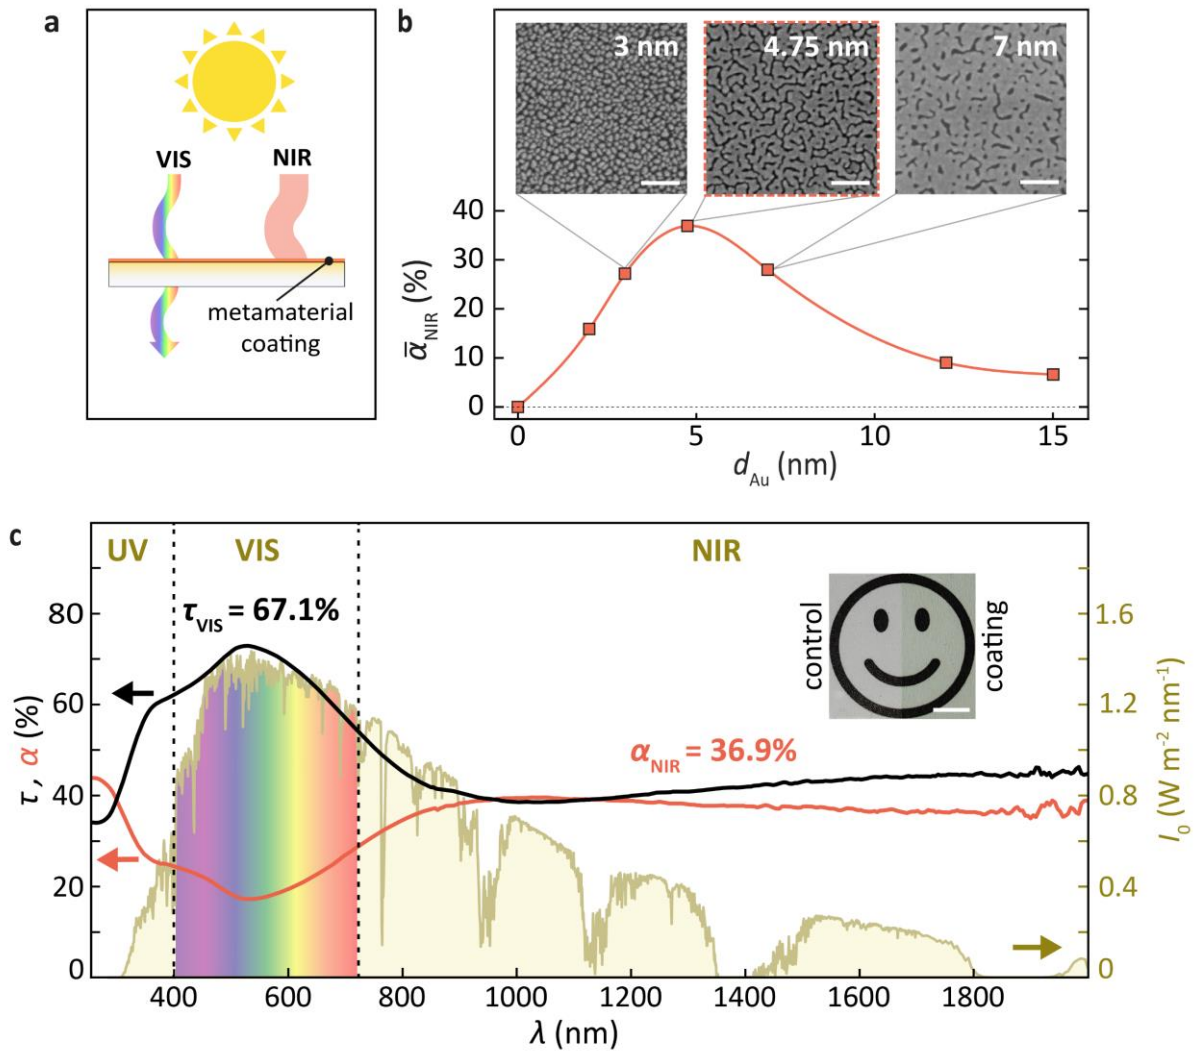 a
VIS
NIR
metamaterial
coating
b
3 nm
4.75 nm
7 nm
40
30
20
10
0
ᾱNIR (%)
0
5
10
15
dAu (nm)
c
UV
VIS
NIR
τVIS = 67.1%
αNIR = 36.9%
control
coating
80
60
40
20
0
τ, α (%)
1.6
1.2
0.8
0.4
0
I0 (W m-2 nm-1)
400
600
800
1000
1200
1400
1600
1800
λ (nm)